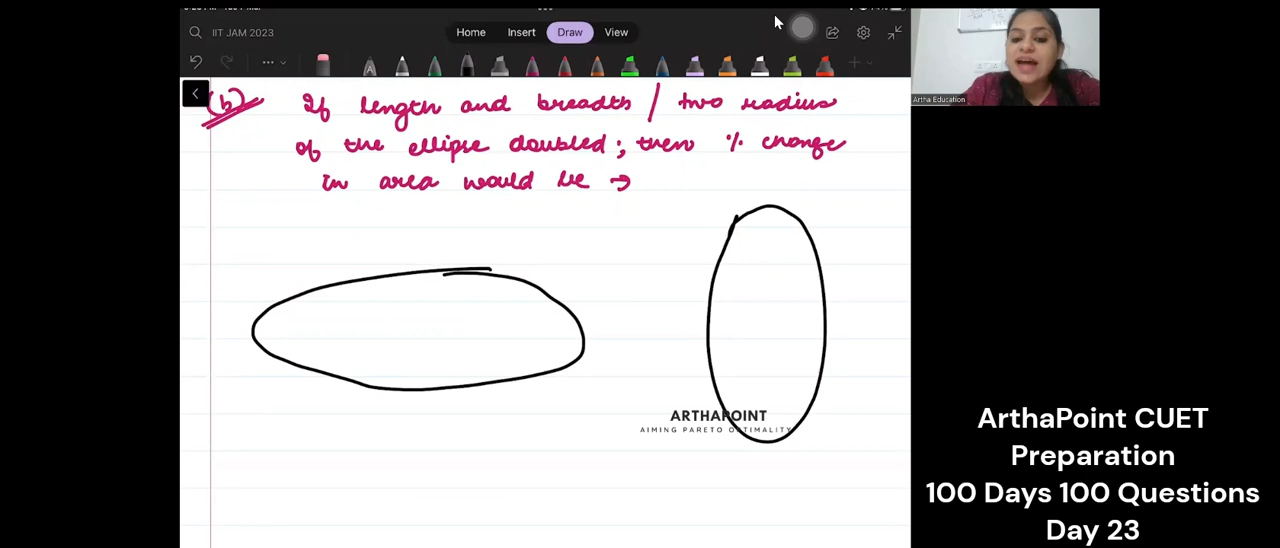 IIT JAM 2023
Home Insert Draw View
(b) If length and breadth / two radius
of the ellipse doubled; then % change
in area would be →
Artha Education
ARTHAPOINT
AIMING PARETO OPTIMALITY
ArthaPoint CUET
Preparation
100 Days 100 Questions
Day 23